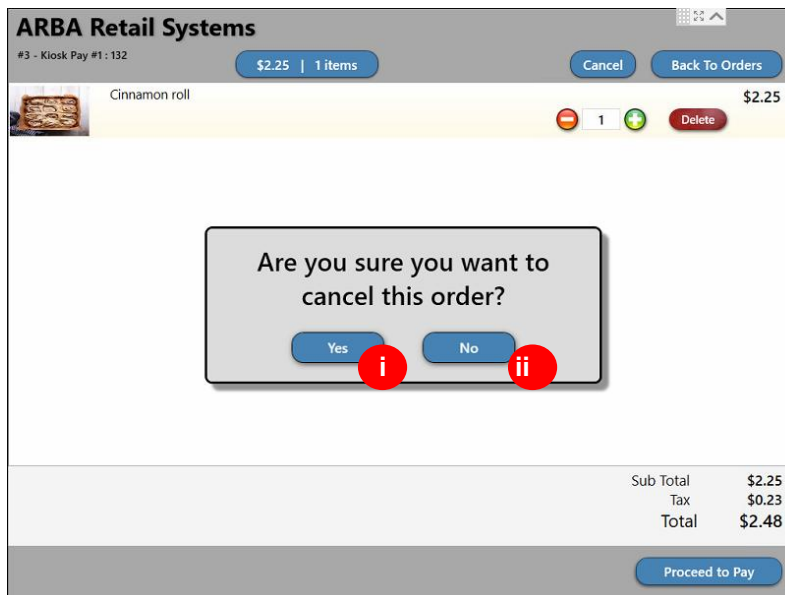 ARBA Retail Systems
#3 - Kiosk Pay #1 : 132
$2.25 | 1 items
Cancel
Back To Orders
Cinnamon roll
$2.25
1
Delete
Are you sure you want to
cancel this order?
Yes
No
i
ii
Sub Total $2.25
Tax $0.23
Total $2.48
Proceed to Pay